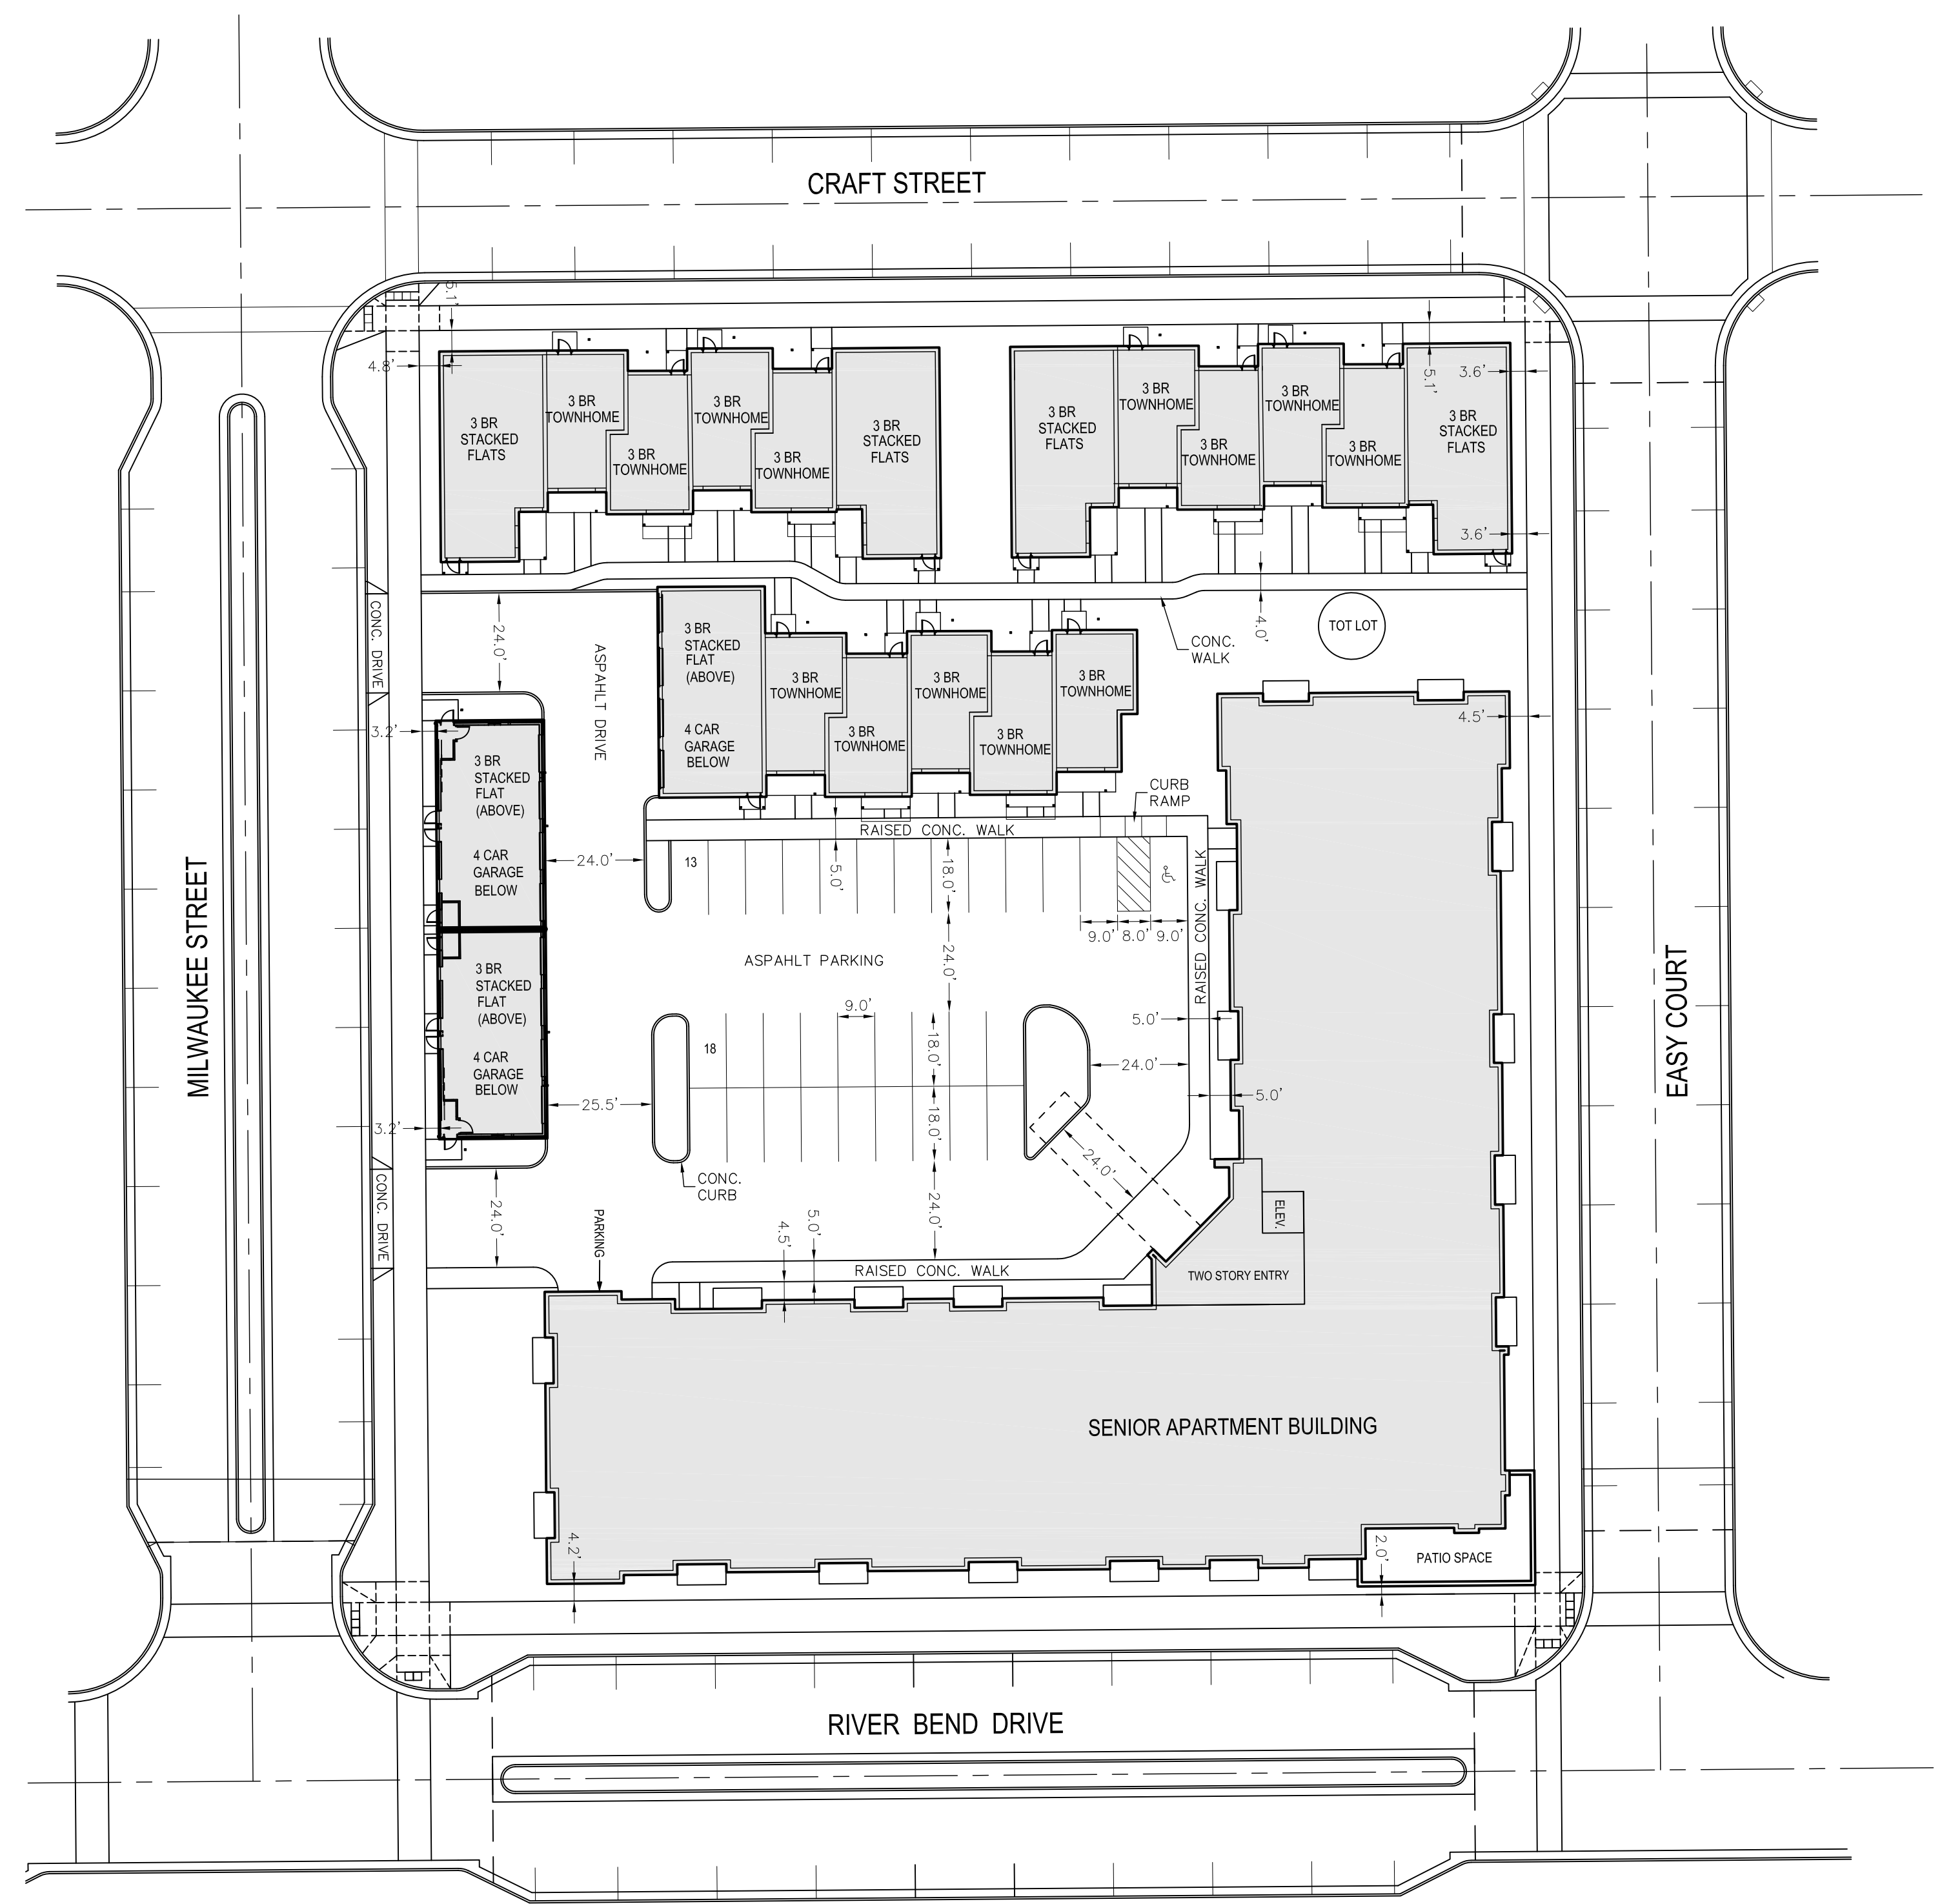 CRAFT STREET
5.1'
4.8'
3 BR
STACKED
FLATS
3 BR
TOWNHOME
3 BR
TOWNHOME
3 BR
TOWNHOME
3 BR
TOWNHOME
3 BR
STACKED
FLATS
3 BR
STACKED
FLATS
3 BR
TOWNHOME
3 BR
TOWNHOME
3 BR
TOWNHOME
3 BR
TOWNHOME
3 BR
STACKED
FLATS
5.1'
3.6'
3.6'
CONC. DRIVE
24.0'
ASPAHLT DRIVE
3 BR
STACKED
FLAT
(ABOVE)
4 CAR
GARAGE
BELOW
3 BR
TOWNHOME
3 BR
TOWNHOME
3 BR
TOWNHOME
3 BR
TOWNHOME
3 BR
TOWNHOME
CONC.
WALK
4.0'
TOT LOT
4.5'
3.2'
3 BR
STACKED
FLAT
(ABOVE)
4 CAR
GARAGE
BELOW
3 BR
STACKED
FLAT
(ABOVE)
4 CAR
GARAGE
BELOW
3.2'
24.0'
CURB
RAMP
RAISED CONC. WALK
13
5.0'
18.0'
9.0'
8.0'
9.0'
RAISED CONC. WALK
ASPAHLT PARKING
24.0'
MILWAUKEE STREET
EASY COURT
9.0'
18
18.0'
18.0'
5.0'
24.0'
5.0'
25.5'
CONC.
CURB
24.0'
CONC. DRIVE
24.0'
PARKING
4.5'
5.0'
24.0'
ELEV.
RAISED CONC. WALK
TWO STORY ENTRY
SENIOR APARTMENT BUILDING
4.2'
2.0'
PATIO SPACE
RIVER BEND DRIVE